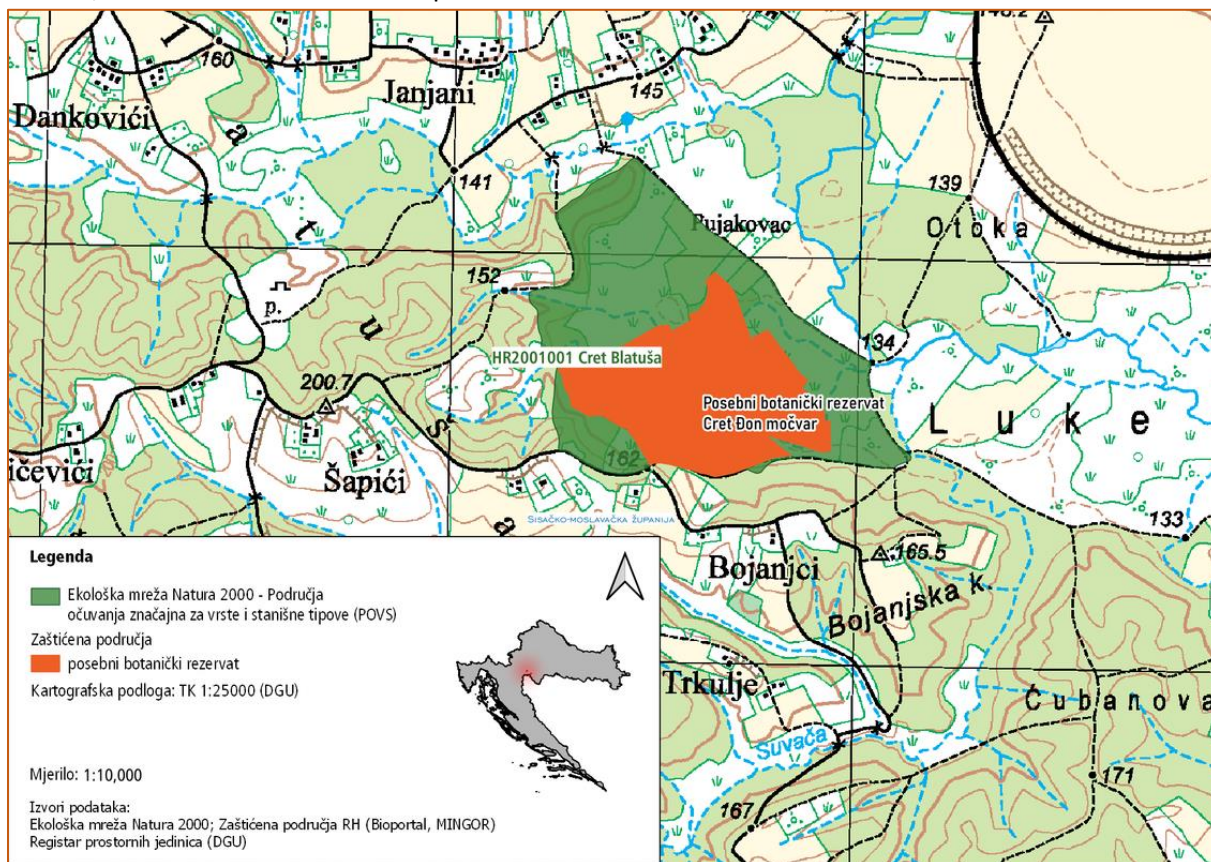 160
Dankovići
Janjani
145
141
139
Pujakovac
Otoka
152
p.
134
HR2001001 Cret Blatuša
200.7
Posebni botanički rezervat
Cret Đon močvar
Luke
162
ičevići
Šapići
SISAČKO-MOSLAVAČKA ŽUPANIJA
133
165.5
Bojanjci
Bojanjska k.
Trkulje
Čubanova
Suvača
171
167
Legenda
Ekološka mreža Natura 2000 - Područja
očuvanja značajna za vrste i stanišne tipove (POVS)
Zaštićena područja
posebni botanički rezervat
Kartografska podloga: TK 1:25000 (DGU)
Mjerilo: 1:10,000
Izvori podataka:
Ekološka mreža Natura 2000; Zaštićena područja RH (Bioportal, MINGOR)
Registar prostornih jedinica (DGU)